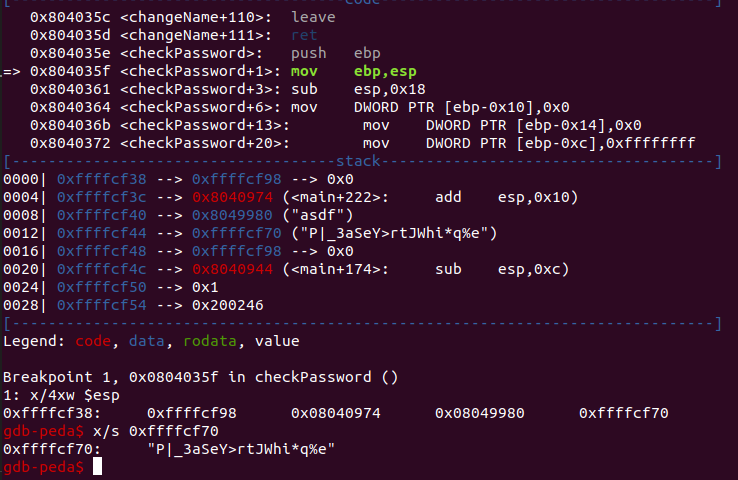 [-------------------------------------code-------------------------------------]
   0x804035c <changeName+110>:	leave
   0x804035d <changeName+111>:	ret
   0x804035e <checkPassword>:	push   ebp
=> 0x804035f <checkPassword+1>:	mov    ebp,esp
   0x8040361 <checkPassword+3>:	sub    esp,0x18
   0x8040364 <checkPassword+6>:	mov    DWORD PTR [ebp-0x10],0x0
   0x804036b <checkPassword+13>:	mov    DWORD PTR [ebp-0x14],0x0
   0x8040372 <checkPassword+20>:	mov    DWORD PTR [ebp-0xc],0xffffffff
[------------------------------------stack-------------------------------------]
0000| 0xffffcf38 --> 0xffffcf98 --> 0x0
0004| 0xffffcf3c --> 0x8040974 (<main+222>:	add    esp,0x10)
0008| 0xffffcf40 --> 0x8049980 ("asdf")
0012| 0xffffcf44 --> 0xffffcf70 ("P|_3aSeY>rtJWhi*q%e")
0016| 0xffffcf48 --> 0xffffcf98 --> 0x0
0020| 0xffffcf4c --> 0x8040944 (<main+174>:	sub    esp,0xc)
0024| 0xffffcf50 --> 0x1
0028| 0xffffcf54 --> 0x200246
[------------------------------------------------------------------------------]
Legend: code, data, rodata, value

Breakpoint 1, 0x0804035f in checkPassword ()
1: x/4xw $esp
0xffffcf38:	0xffffcf98	0x08040974	0x08049980	0xffffcf70
gdb-peda$ x/s 0xffffcf70
0xffffcf70:	"P|_3aSeY>rtJWhi*q%e"
gdb-peda$